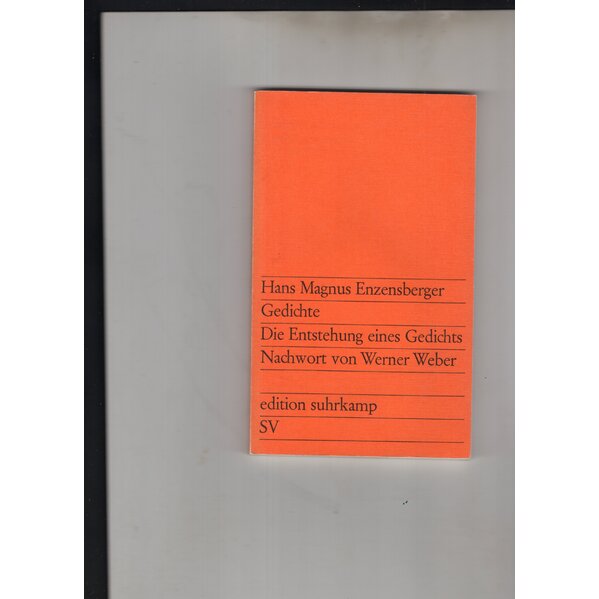 Hans Magnus Enzensberger
Gedichte
Die Entstehung eines Gedichts
Nachwort von Werner Weber
edition suhrkamp
SV